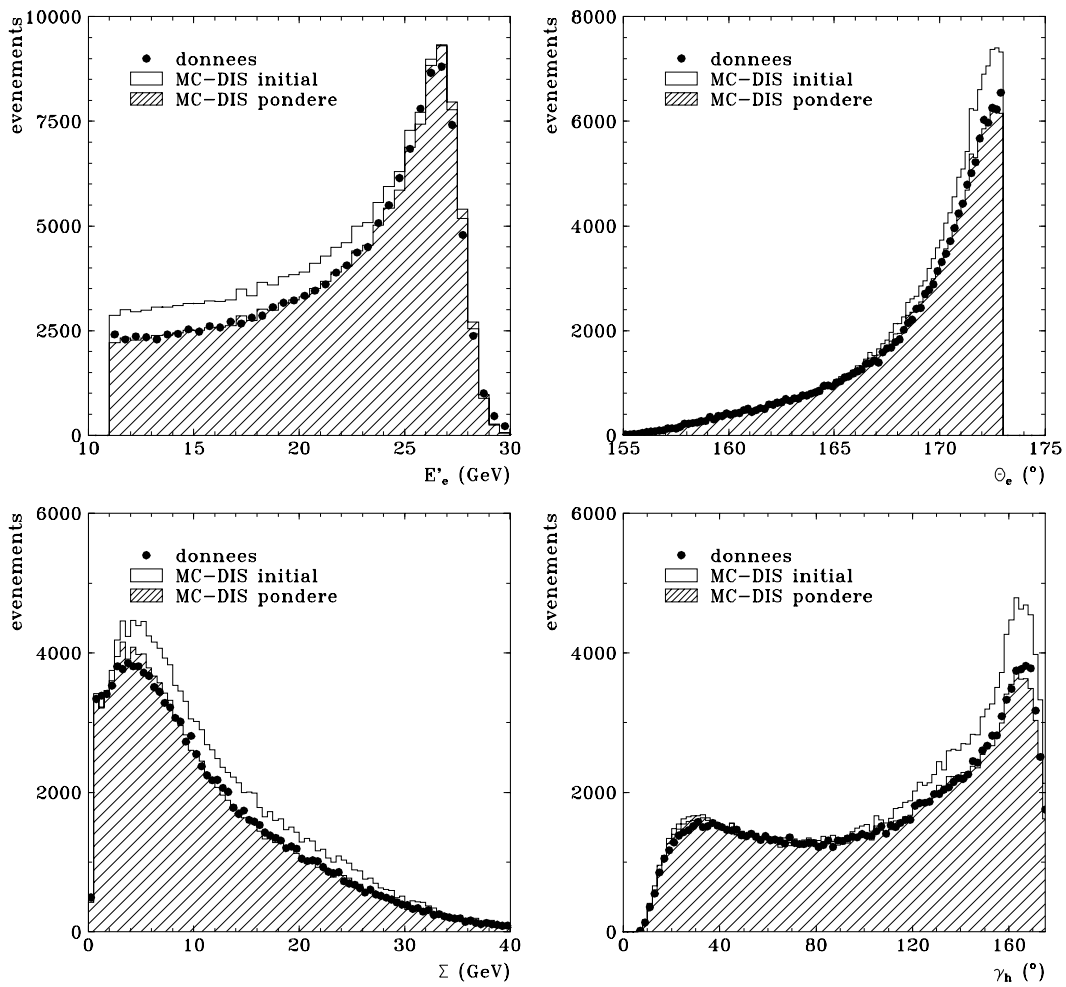 evenements
10000
7500
5000
2500
0
donnees
MC-DIS initial
MC-DIS pondere
10
15
20
25
30
E'e (GeV)
evenements
8000
6000
4000
2000
0
donnees
MC-DIS initial
MC-DIS pondere
155
160
165
170
175
Θe (°)
evenements
6000
4000
2000
0
donnees
MC-DIS initial
MC-DIS pondere
0
10
20
30
40
Σ (GeV)
evenements
6000
4000
2000
0
donnees
MC-DIS initial
MC-DIS pondere
0
40
80
120
160
γh (°)